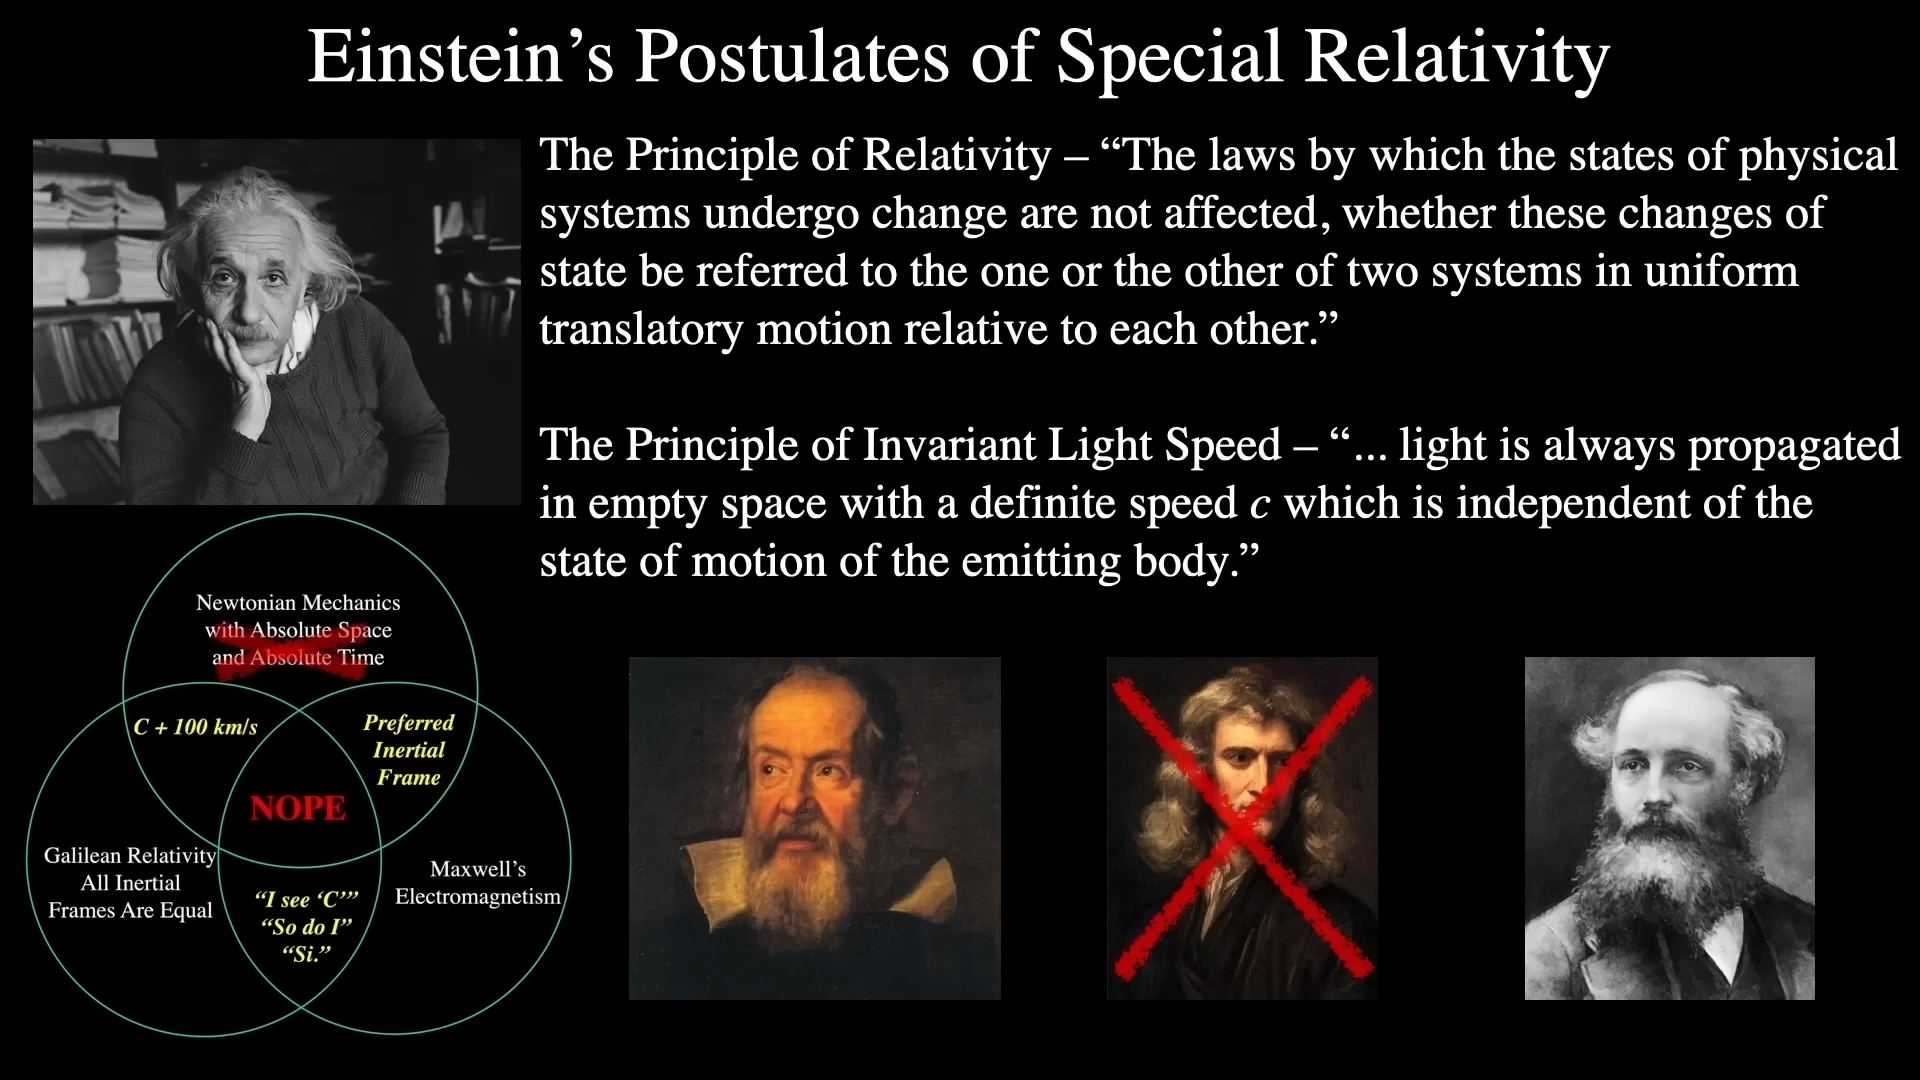 Einstein’s Postulates of Special Relativity
The Principle of Relativity – “The laws by which the states of physical
systems undergo change are not affected, whether these changes of
state be referred to the one or the other of two systems in uniform
translatory motion relative to each other.”
The Principle of Invariant Light Speed – “... light is always propagated
in empty space with a definite speed c which is independent of the
state of motion of the emitting body.”
Newtonian Mechanics
with Absolute Space
and Absolute Time
C + 100 km/s
Preferred
Inertial
Frame
NOPE
Galilean Relativity
All Inertial
Frames Are Equal
Maxwell’s
Electromagnetism
“I see ‘C’”
“So do I”
“Si.”